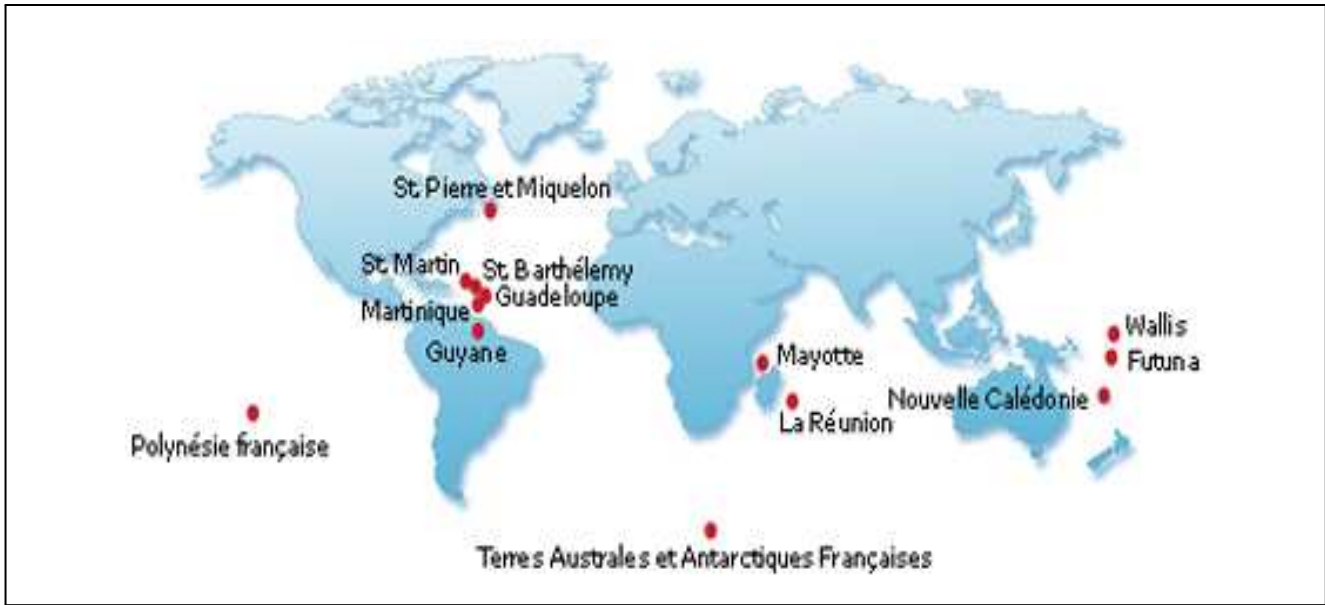 St. Pierre et Miquelon
St. Martin
St. Barthélemy
Guadeloupe
Martinique
Guyane
Wallis
Mayotte
Futuna
Nouvelle Calédonie
La Réunion
Polynésie française
Terres Australes et Antarctiques Françaises